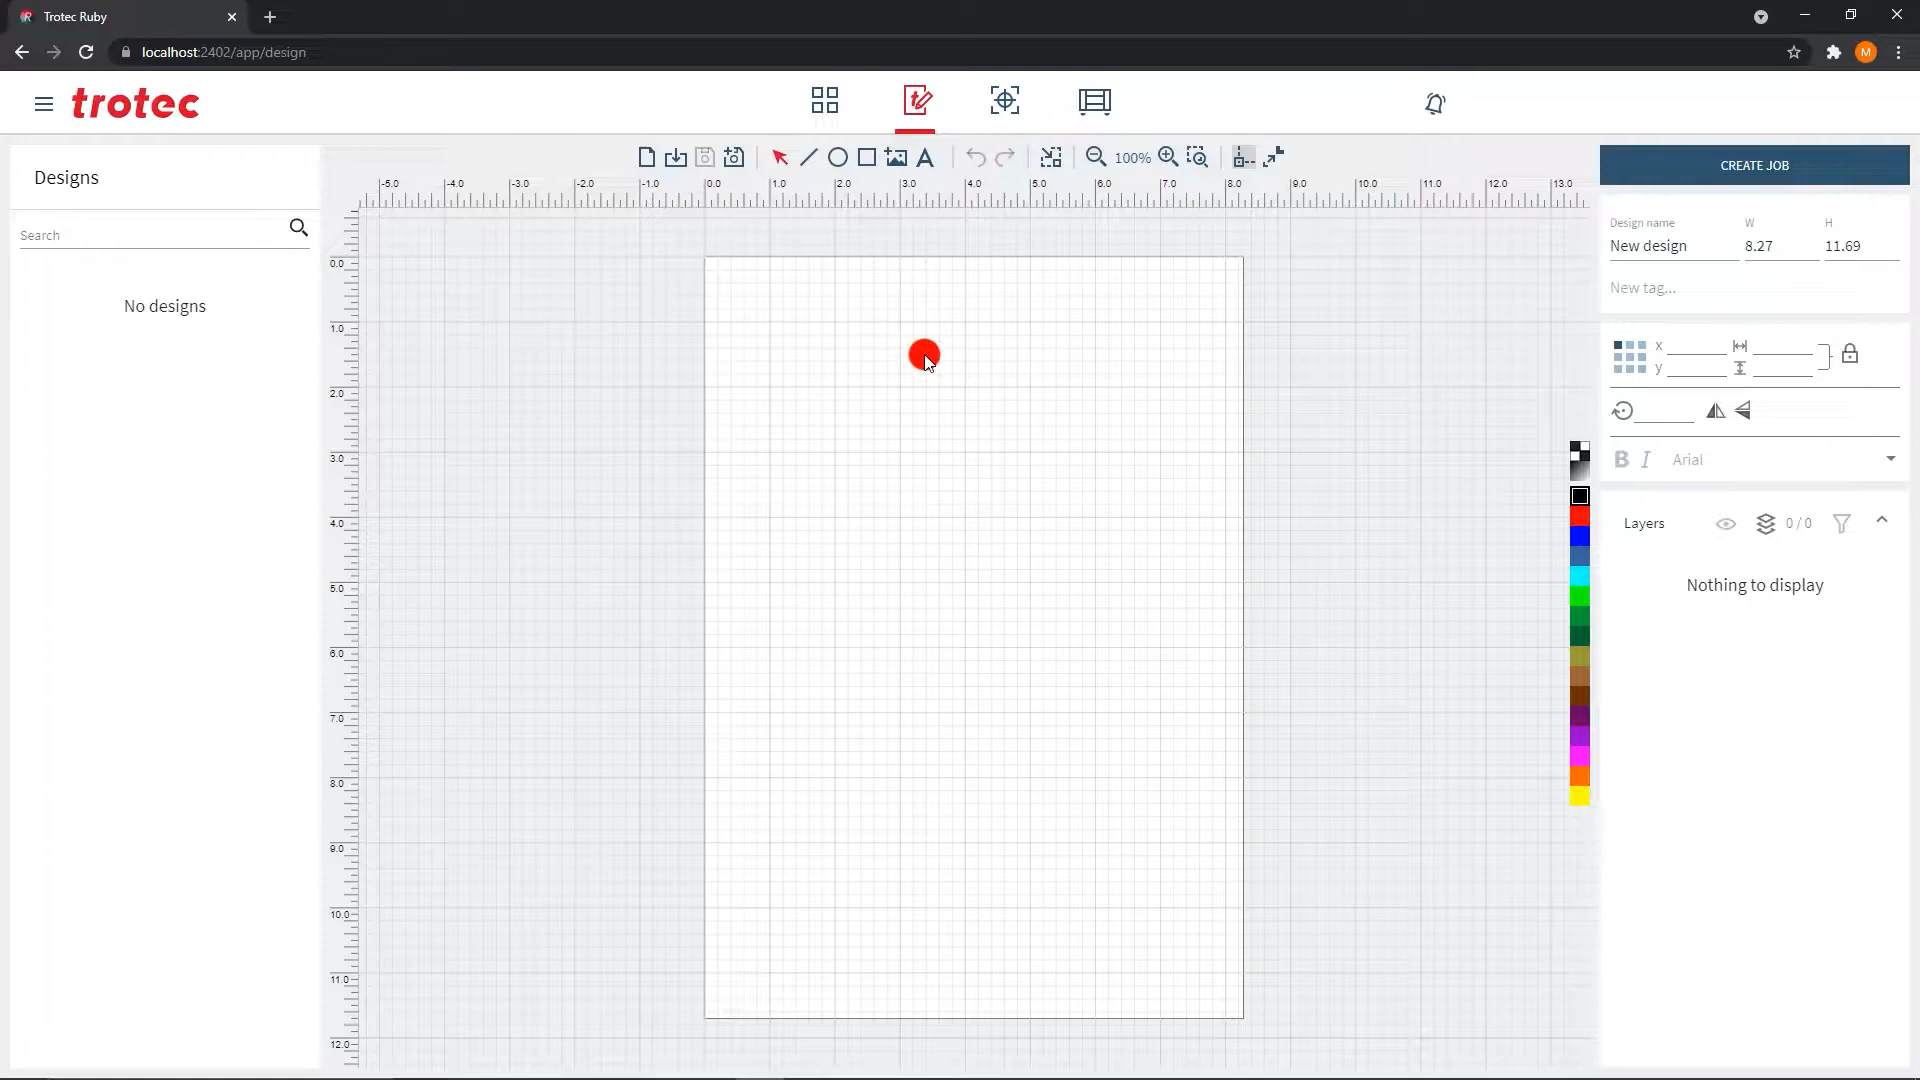 Trotec Ruby
localhost:2402/app/design
M
trotec
100%
-5.0 -4.0 -3.0 -2.0 -1.0 0.0 1.0 2.0 3.0 4.0 5.0 6.0 7.0 8.0 9.0 10.0 11.0 12.0 13.0
0.0
1.0
2.0
3.0
4.0
5.0
6.0
7.0
8.0
9.0
10.0
11.0
12.0
Designs
Search
No designs
CREATE JOB
Design name W H
New design 8.27 11.69
New tag...
x
y
B I Arial
Layers 0 / 0
Nothing to display